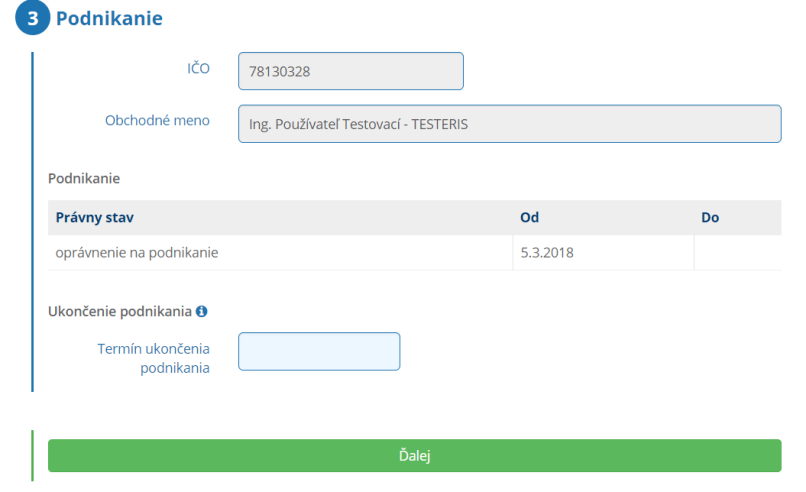 3 Podnikanie
IČO
78130328
Obchodné meno
Ing. Používateľ Testovací - TESTERIS
Podnikanie
Právny stav Od Do
oprávnenie na podnikanie 5.3.2018
Ukončenie podnikania
Termín ukončenia
podnikania
Ďalej